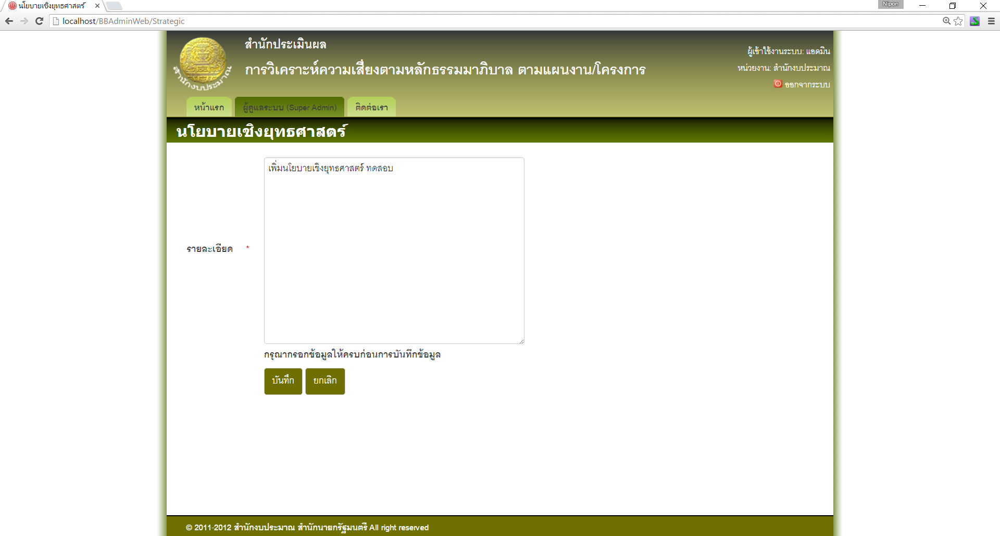 นโยบายเชิงยุทธศาสตร์
Nipon
localhost/BBAdminWeb/Strategic
สำนักงบประมาณ
สำนักประเมินผล
การวิเคราะห์ความเสี่ยงตามหลักธรรมมาภิบาล ตามแผนงาน/โครงการ
ผู้เข้าใช้งานระบบ: แอดมิน
หน่วยงาน: สำนักงบประมาณ
ออกจากระบบ
หน้าแรก ผู้ดูแลระบบ (Super Admin) ติดต่อเรา
นโยบายเชิงยุทธศาสตร์
เพิ่มนโยบายเชิงยุทธศาสตร์ ทดสอบ
รายละเอียด *
กรุณากรอกข้อมูลให้ครบก่อนการบันทึกข้อมูล
บันทึก ยกเลิก
© 2011-2012 สำนักงบประมาณ สำนักนายกรัฐมนตรี All right reserved